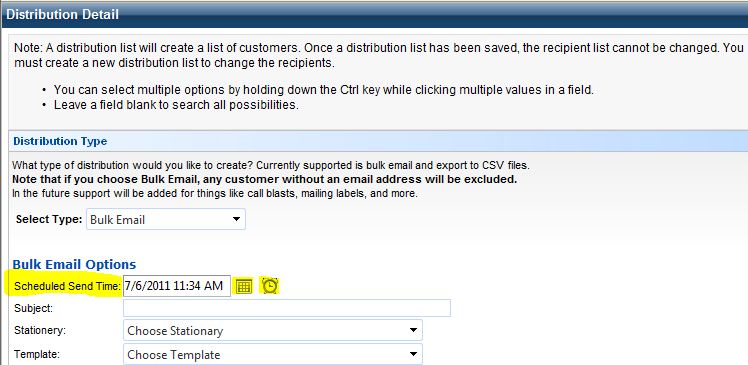 Distribution Detail
Note: A distribution list will create a list of customers. Once a distribution list has been saved, the recipient list cannot be changed. You
must create a new distribution list to change the recipients.
• You can select multiple options by holding down the Ctrl key while clicking multiple values in a field.
• Leave a field blank to search all possibilities.
Distribution Type
What type of distribution would you like to create? Currently supported is bulk email and export to CSV files.
Note that if you choose Bulk Email, any customer without an email address will be excluded.
In the future support will be added for things like call blasts, mailing labels, and more.
Select Type: Bulk Email
Bulk Email Options
Scheduled Send Time: 7/6/2011 11:34 AM
Subject:
Stationery: Choose Stationary
Template: Choose Template